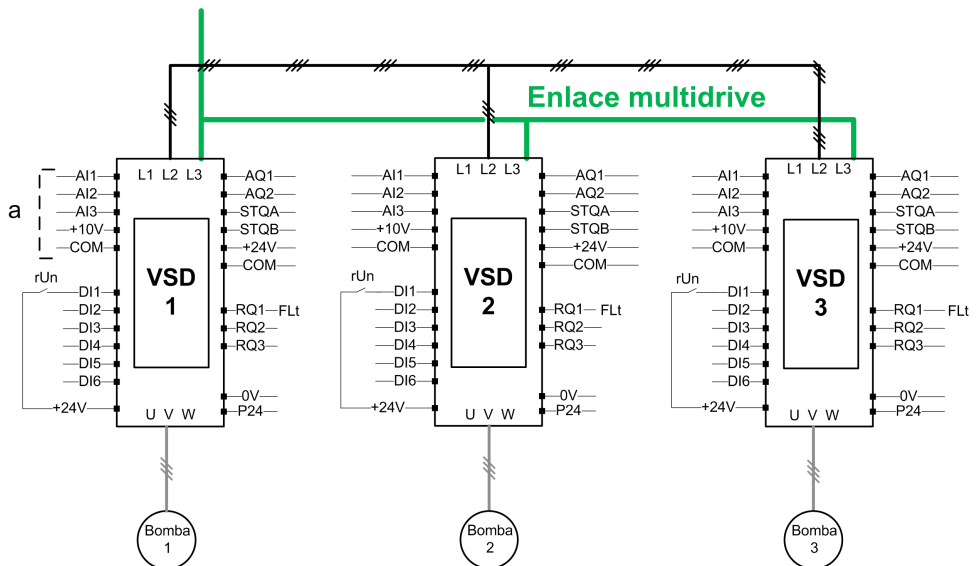 Enlace multidrive
a
L1 L2 L3
AI1
AI2
AI3
+10V
COM
rUn
DI1
DI2
DI3
DI4
DI5
DI6
+24V
VSD
1
AQ1
AQ2
STQA
STQB
+24V
COM
RQ1 FLt
RQ2
RQ3
0V
P24
U V W
Bomba
1
L1 L2 L3
AI1
AI2
AI3
+10V
COM
rUn
DI1
DI2
DI3
DI4
DI5
DI6
+24V
VSD
2
AQ1
AQ2
STQA
STQB
+24V
COM
RQ1 FLt
RQ2
RQ3
0V
P24
U V W
Bomba
2
L1 L2 L3
AI1
AI2
AI3
+10V
COM
rUn
DI1
DI2
DI3
DI4
DI5
DI6
+24V
VSD
3
AQ1
AQ2
STQA
STQB
+24V
COM
RQ1 FLt
RQ2
RQ3
0V
P24
U V W
Bomba
3